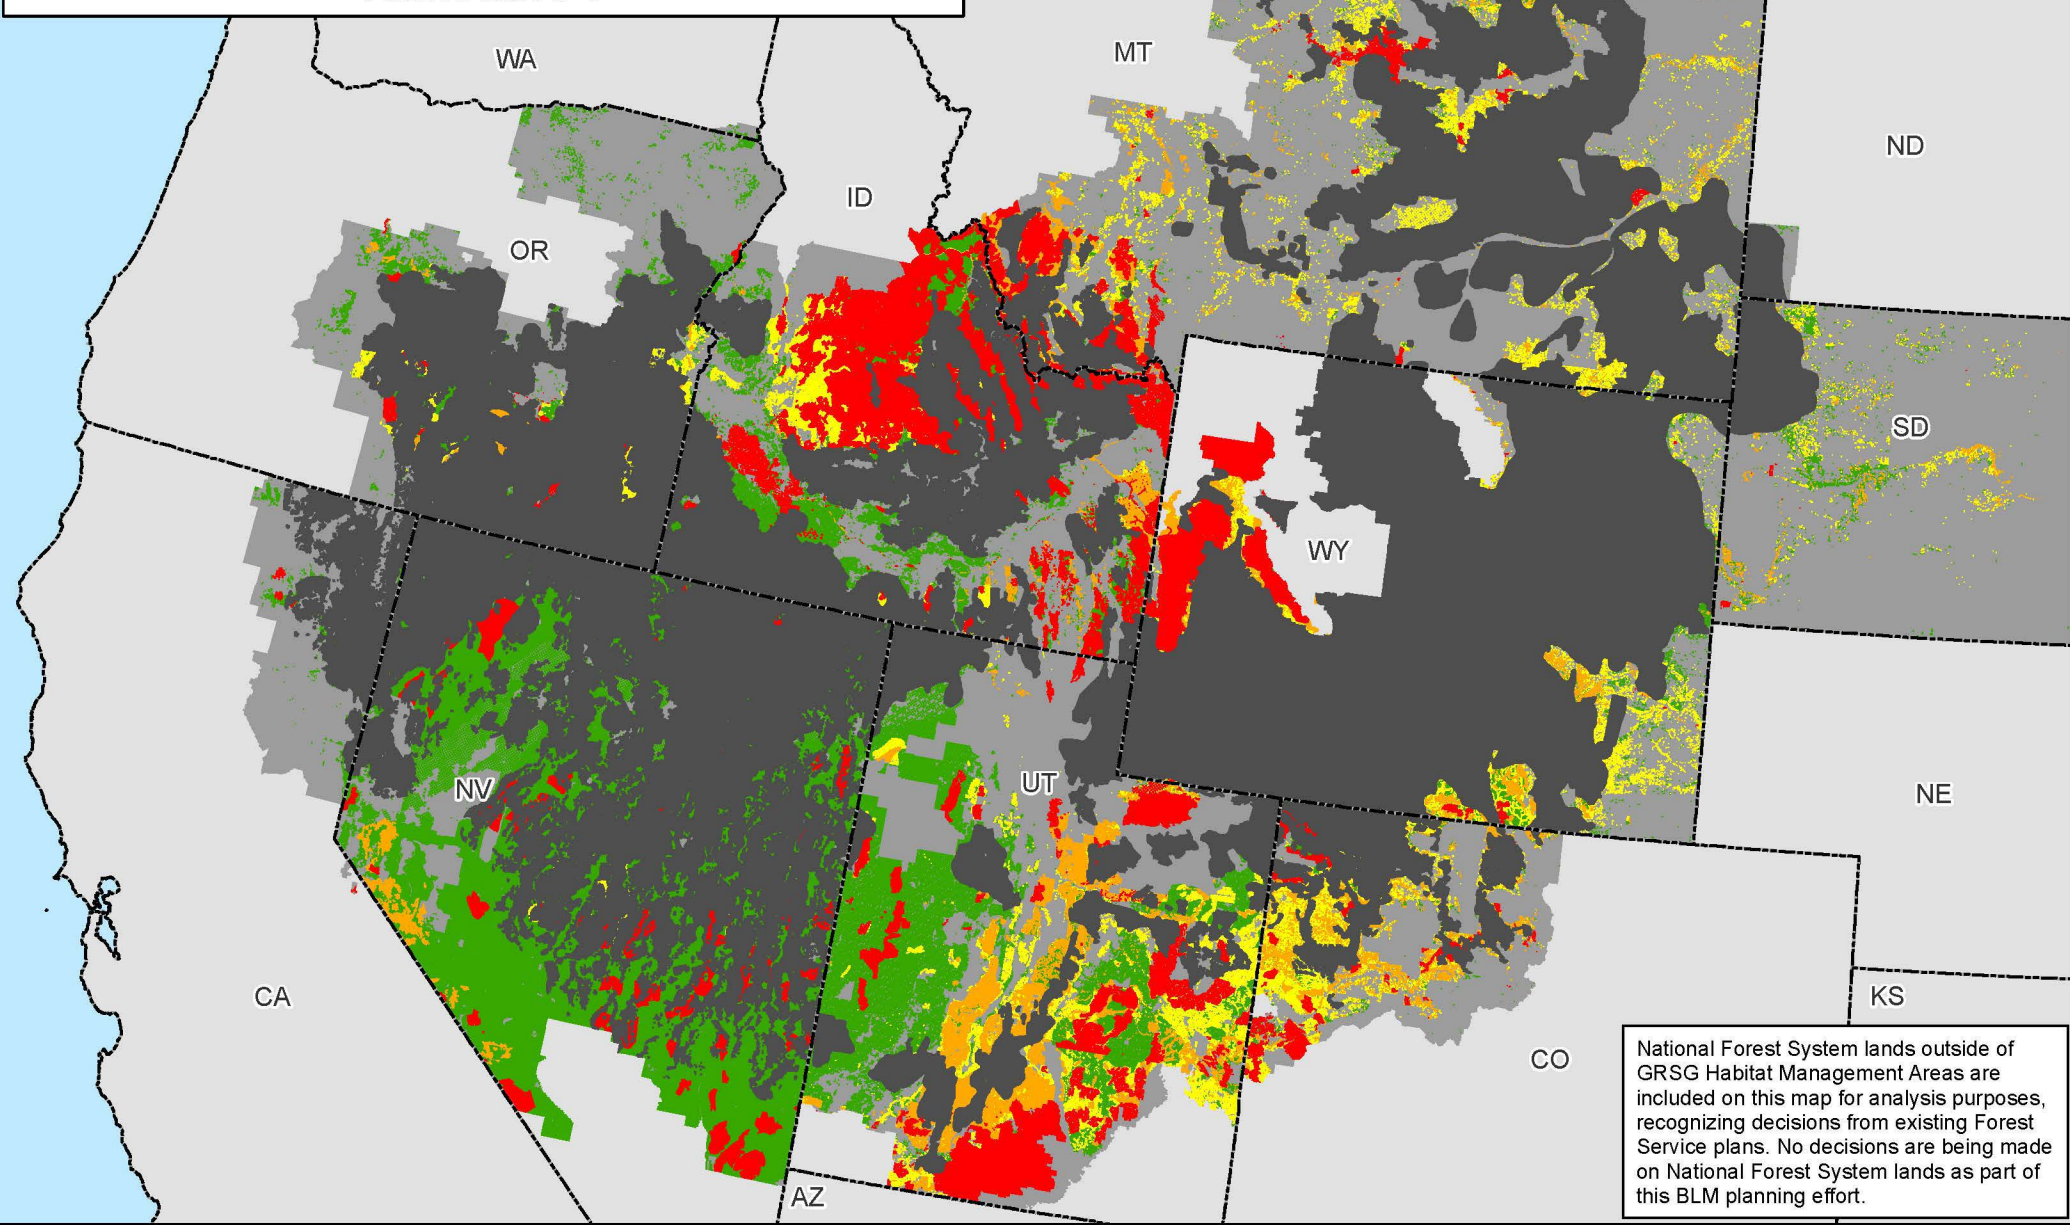 WA
MT
ND
ID
OR
SD
WY
NV
UT
NE
CA
KS
CO
AZ
National Forest System lands outside of
GRSG Habitat Management Areas are
included on this map for analysis purposes,
recognizing decisions from existing Forest
Service plans. No decisions are being made
on National Forest System lands as part of
this BLM planning effort.